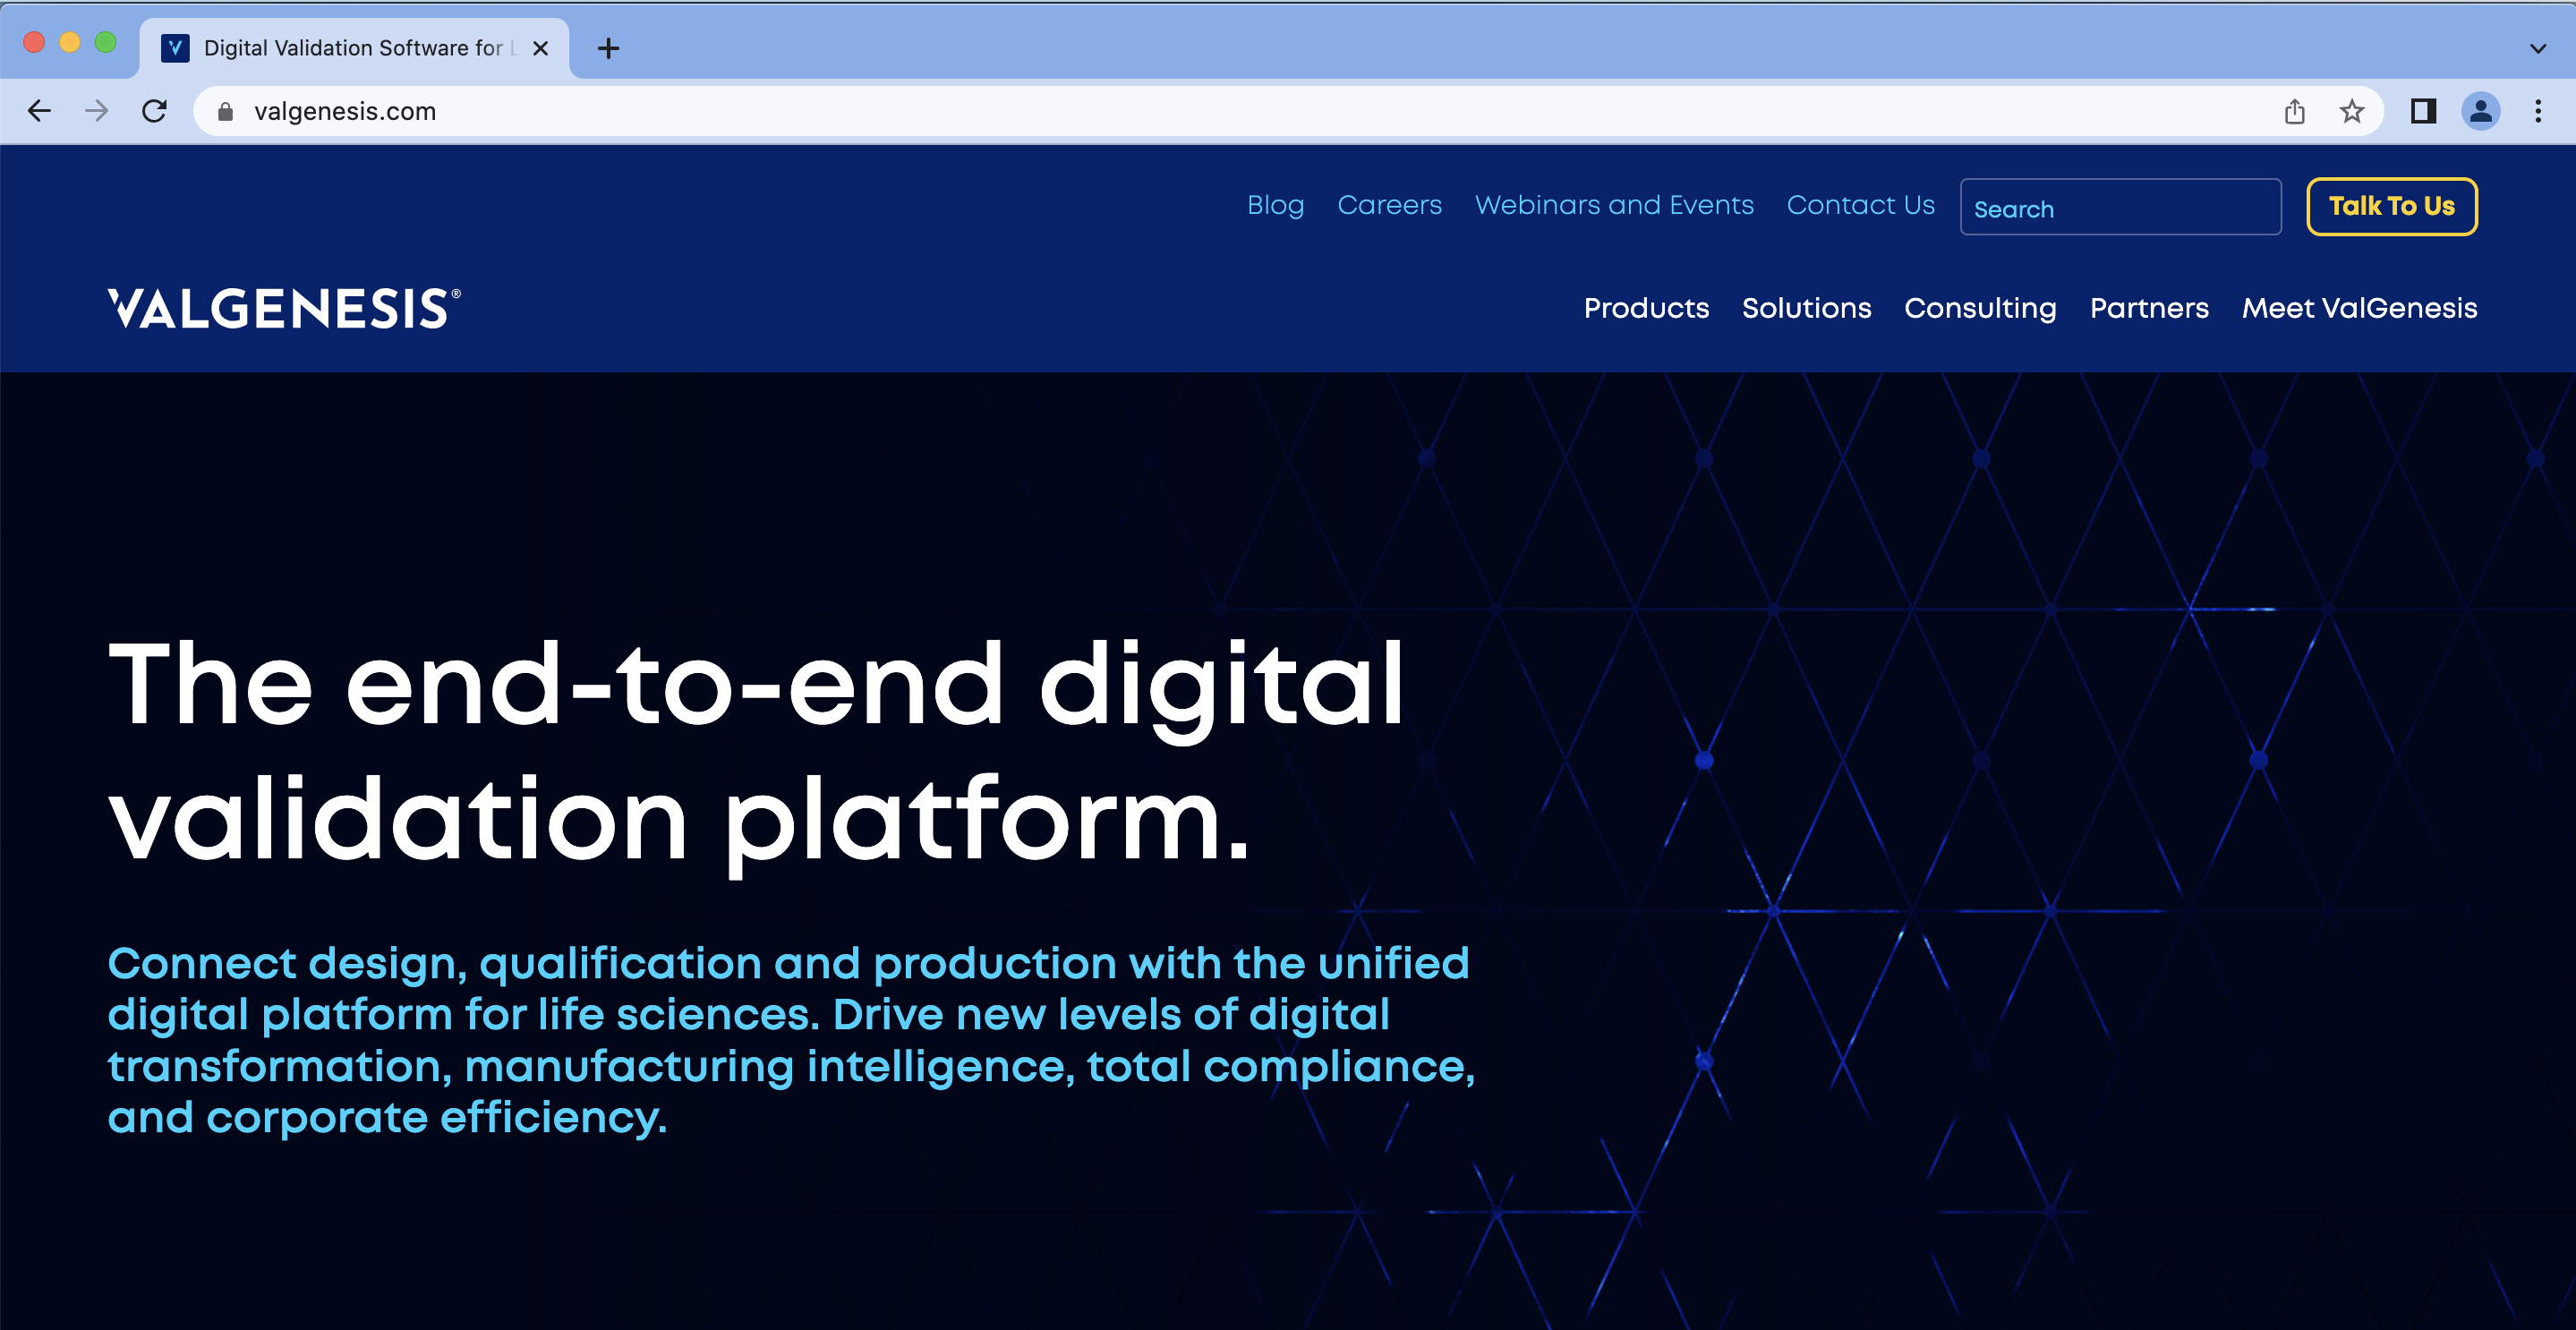 Digital Validation Software for
valgenesis.com
Blog Careers Webinars and Events Contact Us Search Talk To Us
VALGENESIS®
Products Solutions Consulting Partners Meet ValGenesis
The end-to-end digital
validation platform.
Connect design, qualification and production with the unified
digital platform for life sciences. Drive new levels of digital
transformation, manufacturing intelligence, total compliance,
and corporate efficiency.